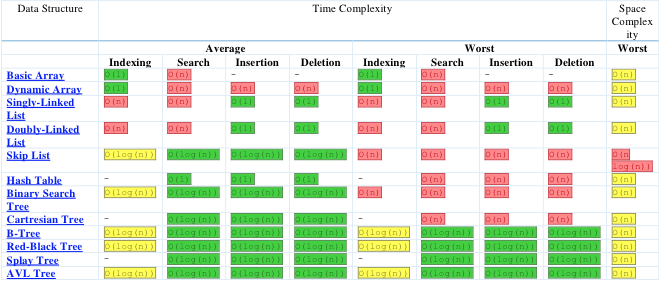 Data Structure Time Complexity Space
Complex
ity
Average Worst Worst
Indexing Search Insertion Deletion Indexing Search Insertion Deletion
Basic Array O(1) O(n) - - O(1) O(n) - - O(n)
Dynamic Array O(1) O(n) O(n) O(n) O(1) O(n) O(n) O(n) O(n)
Singly-Linked O(n) O(n) O(1) O(1) O(n) O(n) O(1) O(1) O(n)
List
Doubly-Linked O(n) O(n) O(1) O(1) O(n) O(n) O(1) O(1) O(n)
List
Skip List O(log(n)) O(log(n)) O(log(n)) O(log(n)) O(n) O(n) O(n) O(n) O(n
log(n))
Hash Table - O(1) O(1) O(1) - O(n) O(n) O(n) O(n)
Binary Search O(log(n)) O(log(n)) O(log(n)) O(log(n)) O(n) O(n) O(n) O(n) O(n)
Tree
Cartresian Tree - O(log(n)) O(log(n)) O(log(n)) - O(n) O(n) O(n) O(n)
B-Tree O(log(n)) O(log(n)) O(log(n)) O(log(n)) O(log(n)) O(log(n)) O(log(n)) O(log(n)) O(n)
Red-Black Tree O(log(n)) O(log(n)) O(log(n)) O(log(n)) O(log(n)) O(log(n)) O(log(n)) O(log(n)) O(n)
Splay Tree - O(log(n)) O(log(n)) O(log(n)) - O(log(n)) O(log(n)) O(log(n)) O(n)
AVL Tree O(log(n)) O(log(n)) O(log(n)) O(log(n)) O(log(n)) O(log(n)) O(log(n)) O(log(n)) O(n)